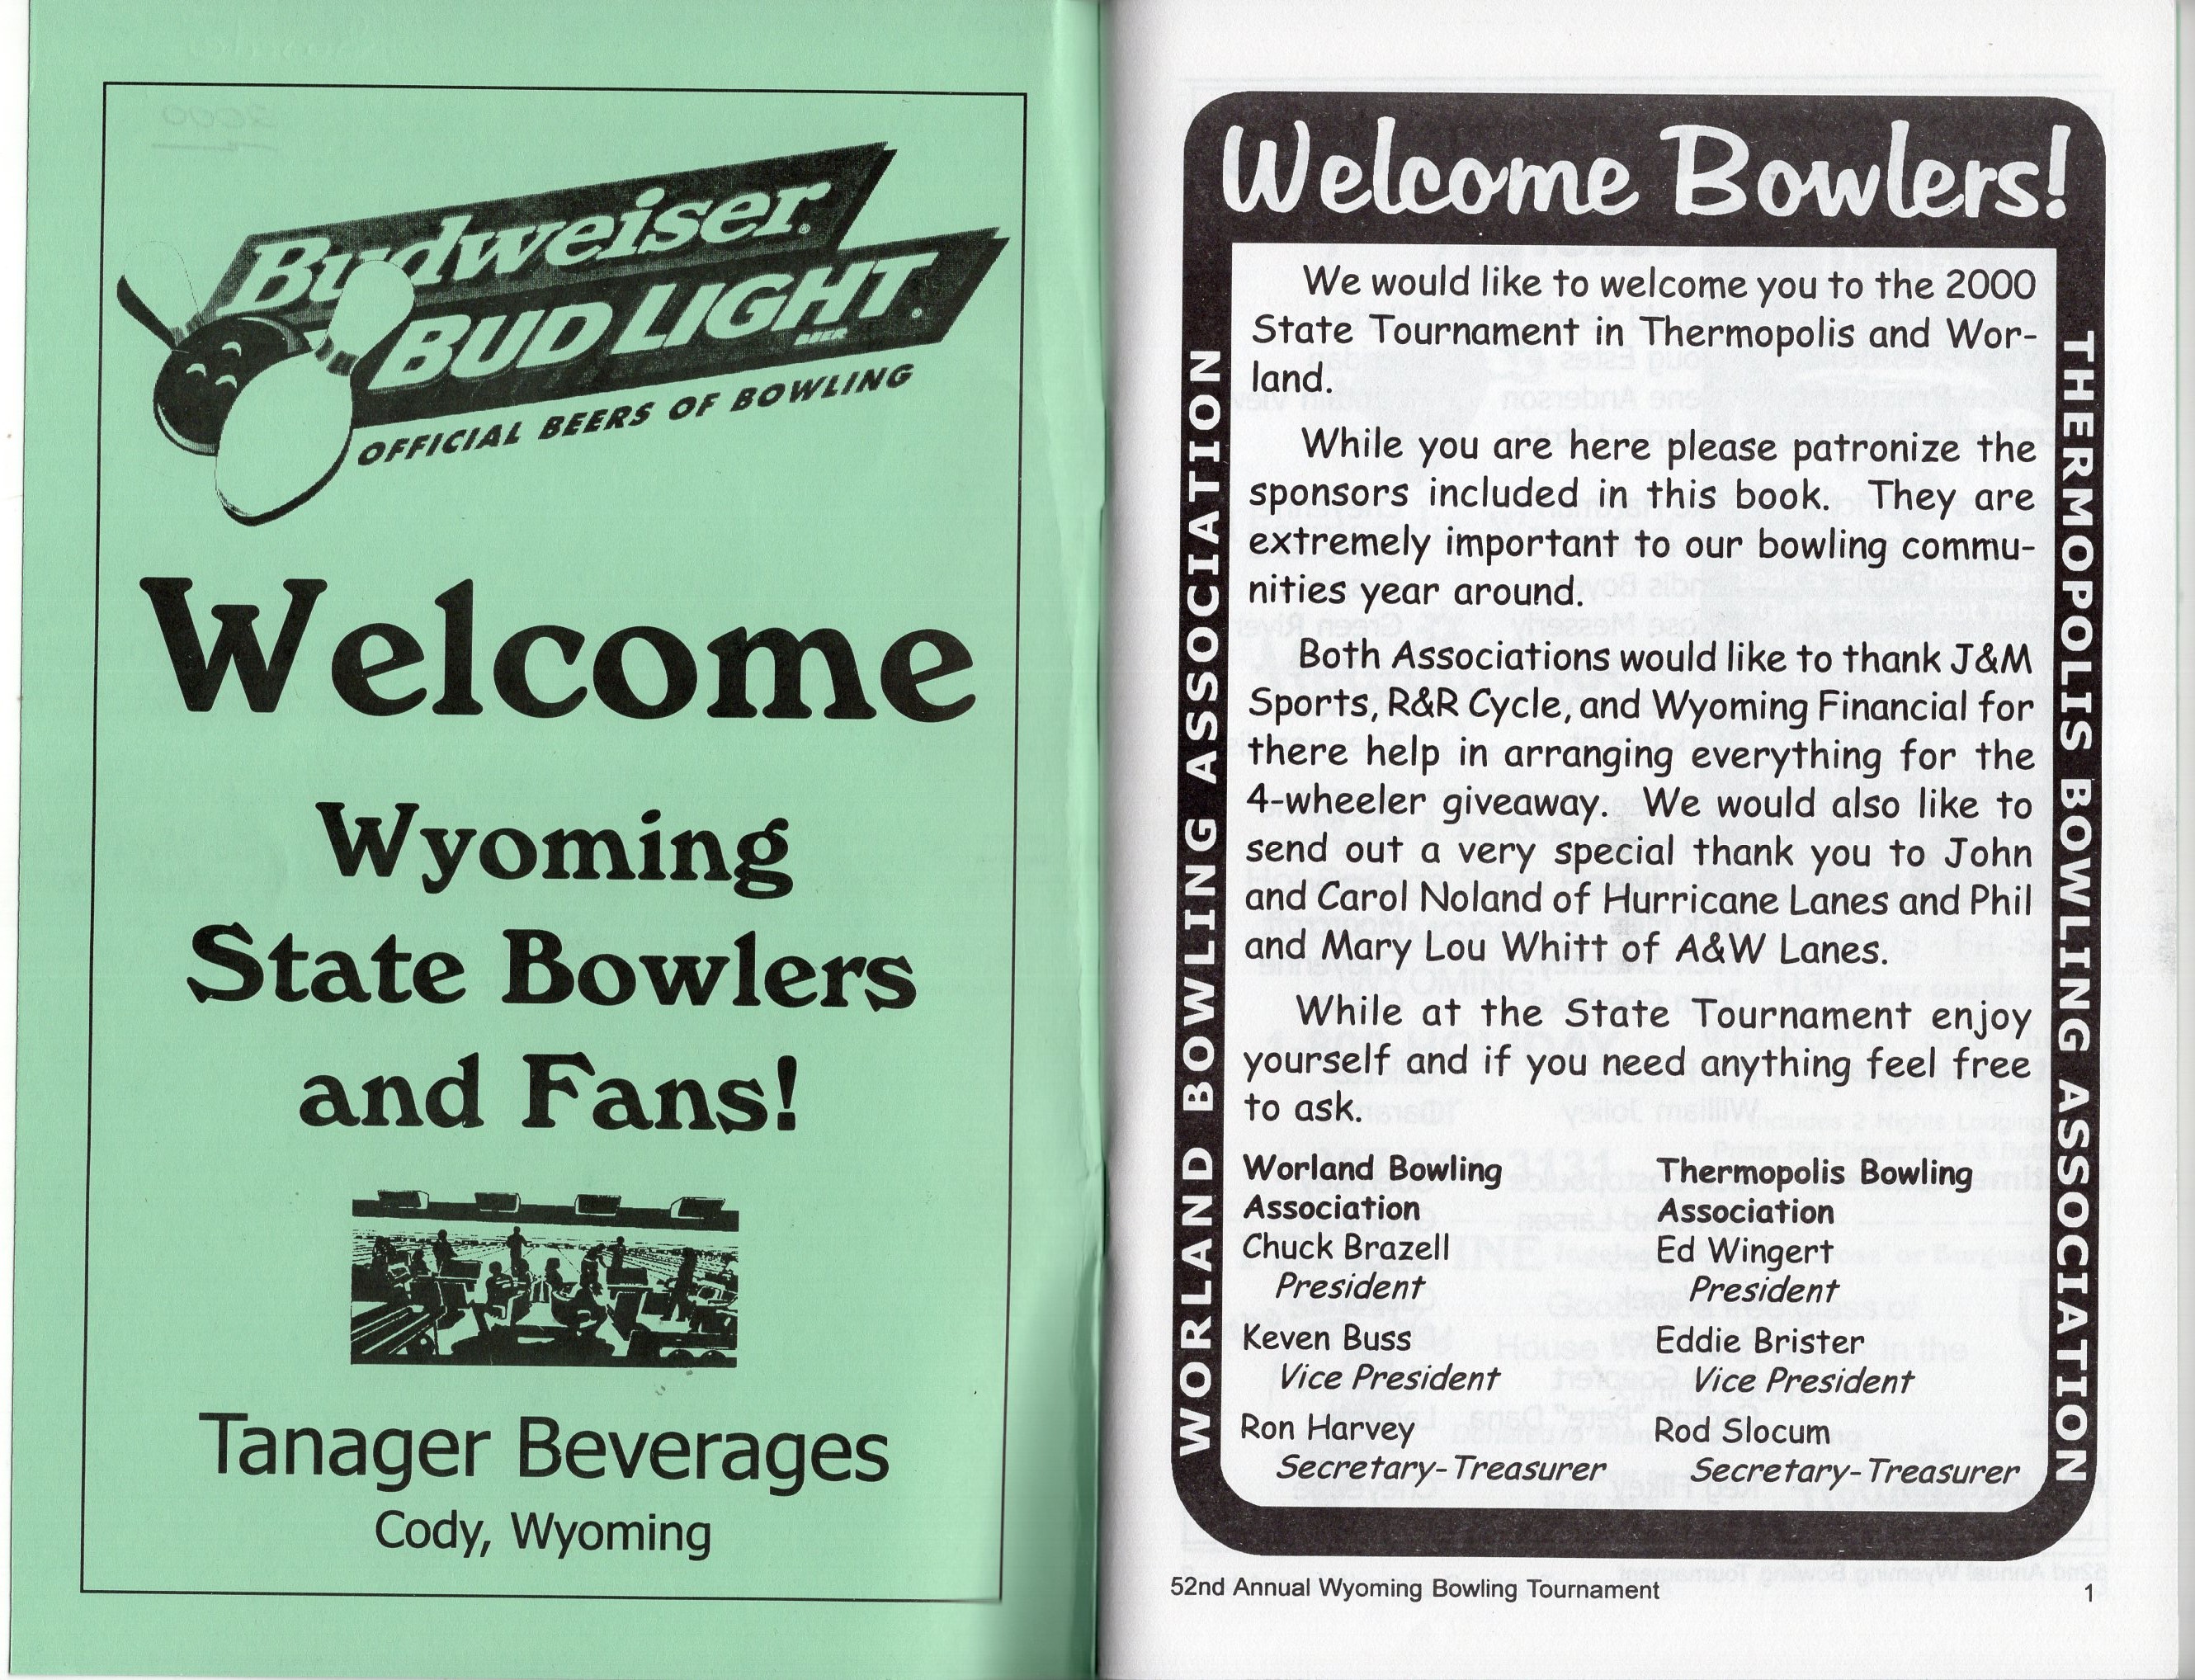 Budweiser
BUD LIGHT
OFFICIAL BEERS OF BOWLING
Welcome
Wyoming
State Bowlers
and Fans!
Tanager Beverages
Cody, Wyoming
Welcome Bowlers!
WORLAND BOWLING ASSOCIATION
We would like to welcome you to the 2000
State Tournament in Thermopolis and Wor-
land.
While you are here please patronize the
sponsors included in this book. They are
extremely important to our bowling commu-
nities year around.
Both Associations would like to thank J&M
Sports, R&R Cycle, and Wyoming Financial for
there help in arranging everything for the
4-wheeler giveaway. We would also like to
send out a very special thank you to John
and Carol Noland of Hurricane Lanes and Phil
and Mary Lou Whitt of A&W Lanes.
While at the State Tournament enjoy
yourself and if you need anything feel free
to ask.
Worland Bowling
Association
Chuck Brazell
President
Keven Buss
Vice President
Ron Harvey
Secretary-Treasurer
Thermopolis Bowling
Association
Ed Wingert
President
Eddie Brister
Vice President
Rod Slocum
Secretary-Treasurer
THERMOPOLIS BOWLING ASSOCIATION
52nd Annual Wyoming Bowling Tournament
1